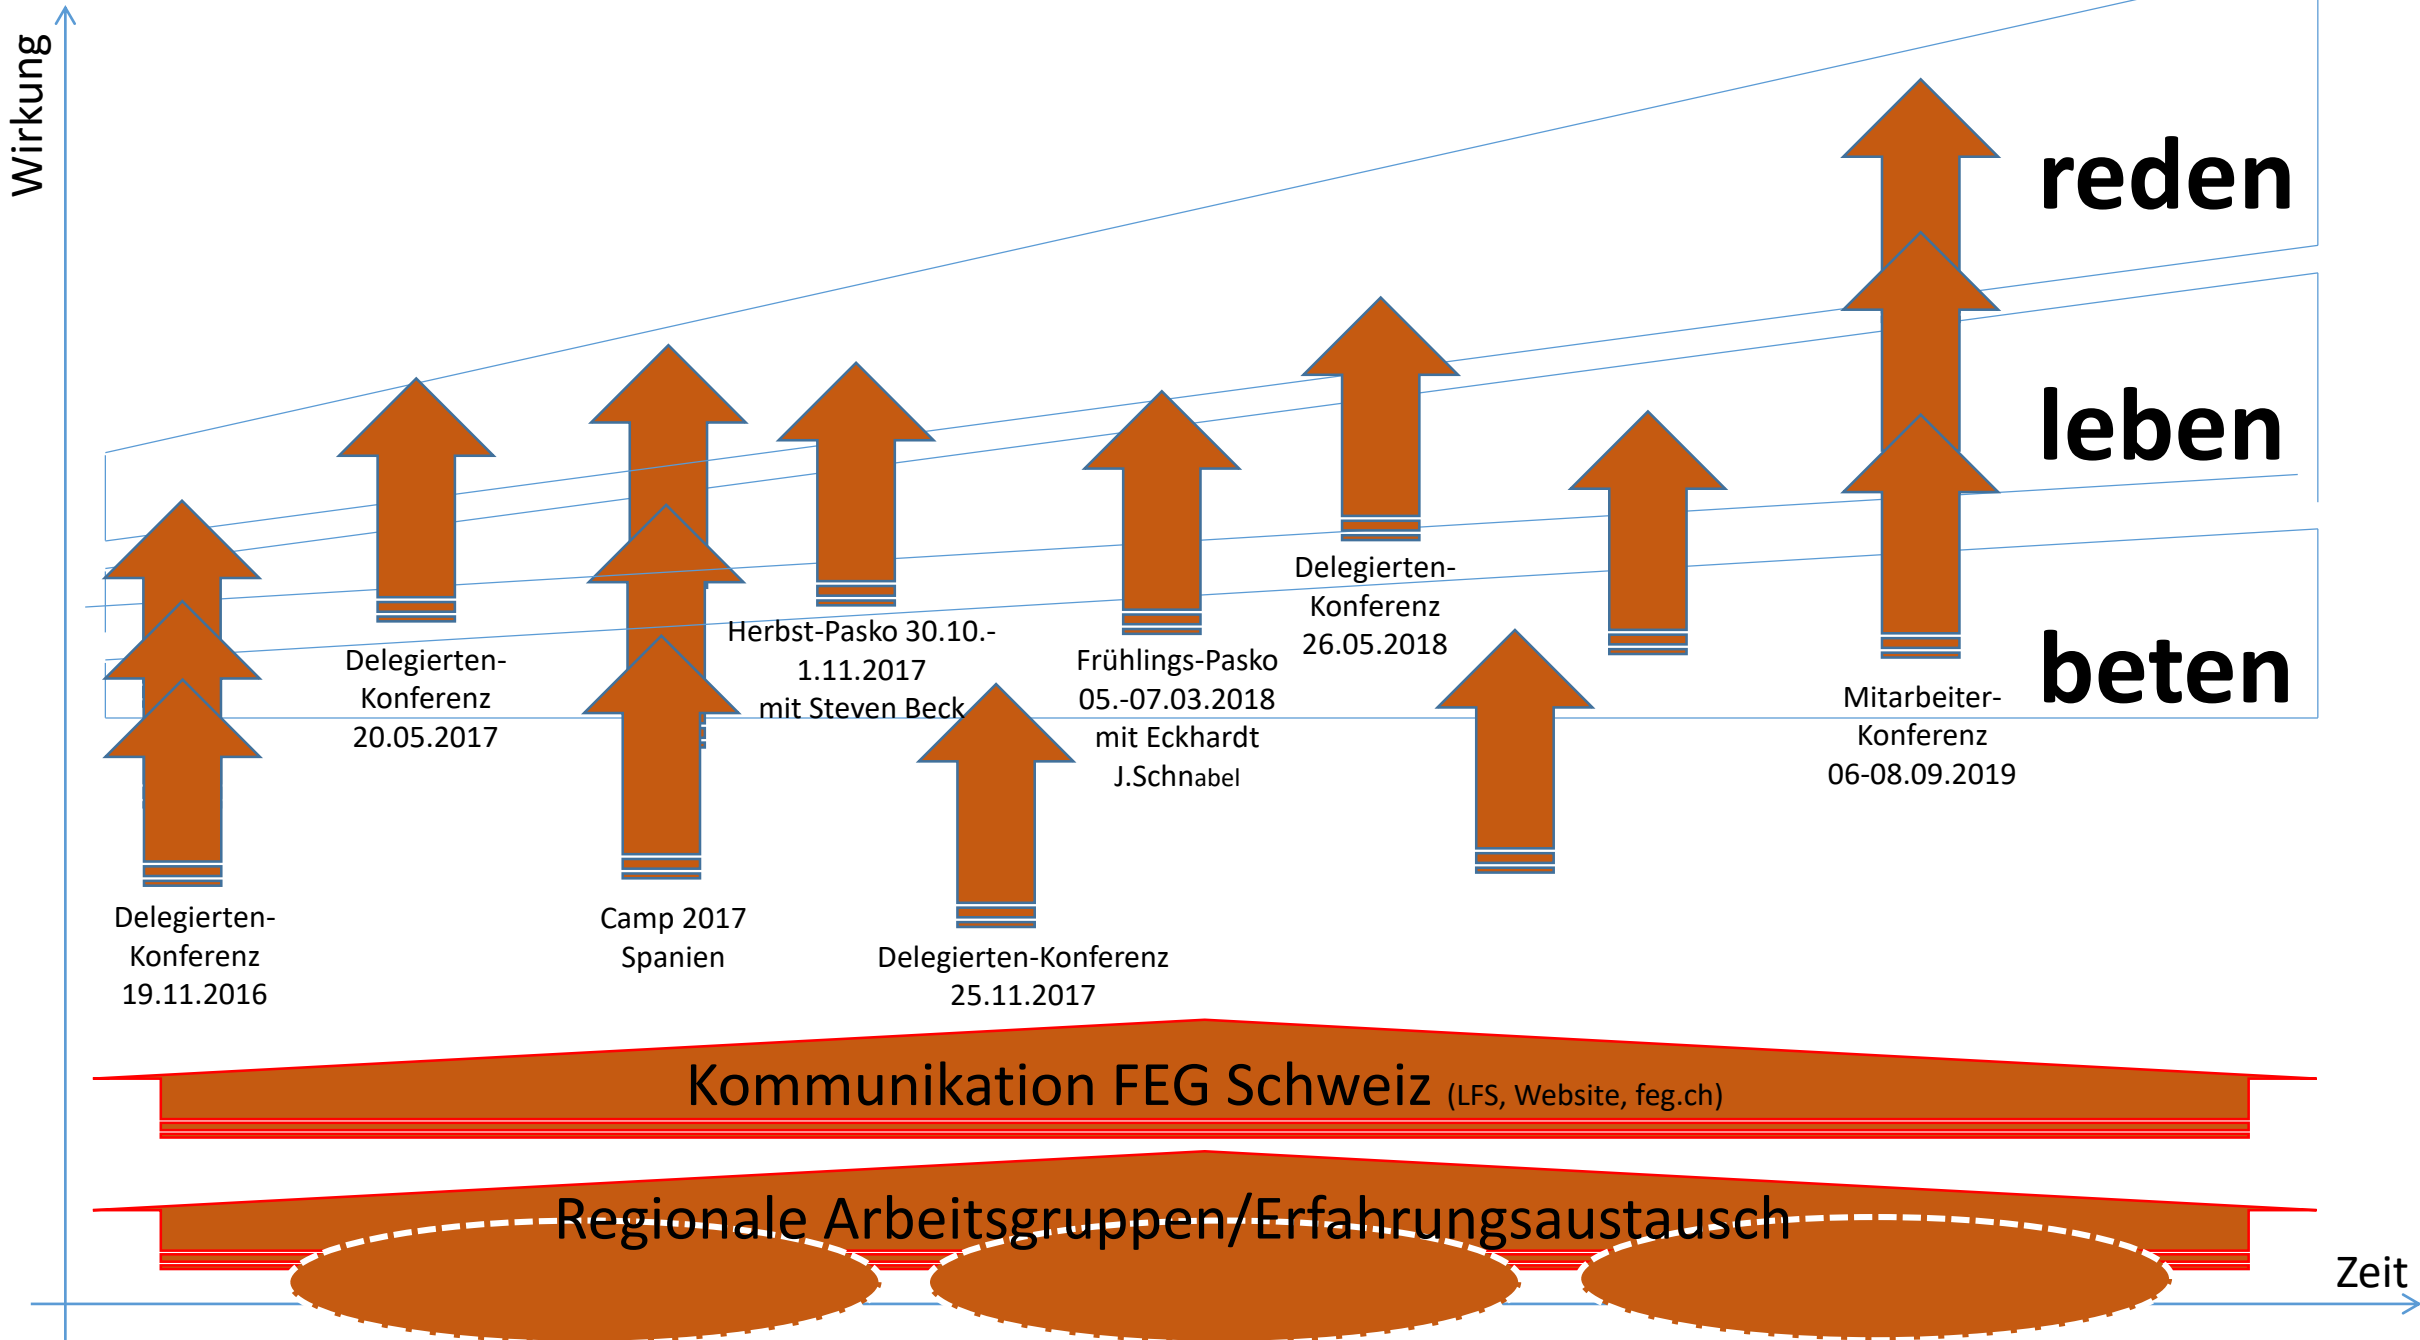 Wirkung
reden
leben
beten
Delegierten-
Konferenz
19.11.2016
Delegierten-
Konferenz
20.05.2017
Camp 2017
Spanien
Herbst-Pasko 30.10.-
1.11.2017
mit Steven Beck
Delegierten-Konferenz
25.11.2017
Frühlings-Pasko
05.-07.03.2018
mit Eckhardt
J.Schnabel
Delegierten-
Konferenz
26.05.2018
Mitarbeiter-
Konferenz
06-08.09.2019
Kommunikation FEG Schweiz (LFS, Website, feg.ch)
Regionale Arbeitsgruppen/Erfahrungsaustausch
Zeit